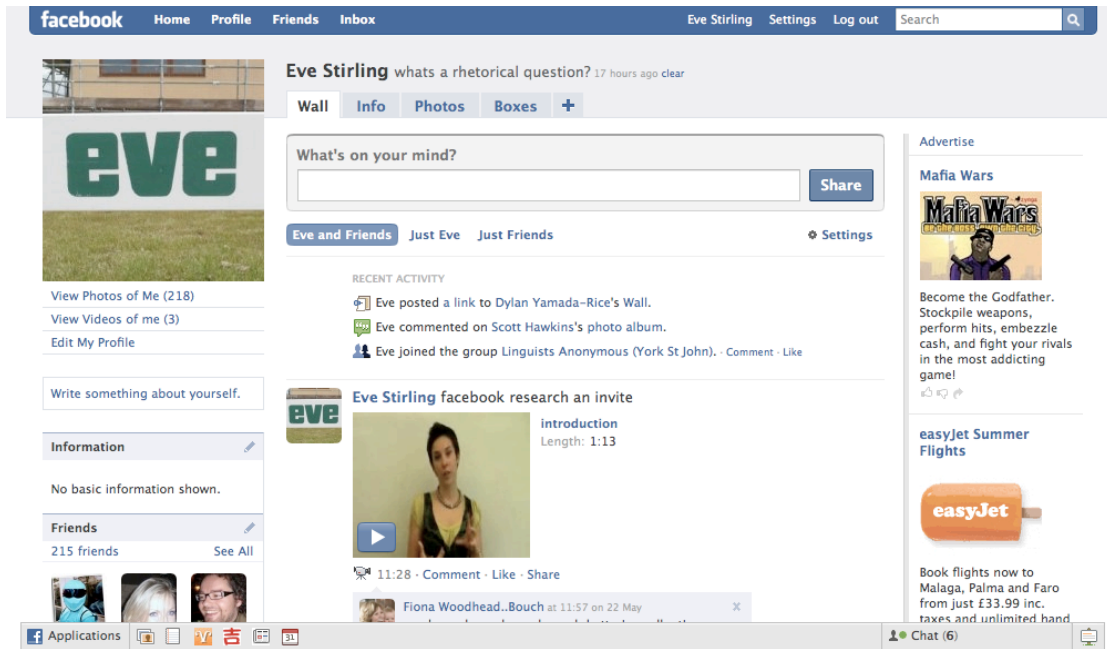 facebook Home Profile Friends Inbox Eve Stirling Settings Log out Search
Eve Stirling whats a rhetorical question? 17 hours ago clear
Wall Info Photos Boxes +
eve
View Photos of Me (218)
View Videos of me (3)
Edit My Profile
Write something about yourself.
Information
No basic information shown.
Friends
215 friends See All
What's on your mind?
Share
Eve and Friends Just Eve Just Friends Settings
RECENT ACTIVITY
Eve posted a link to Dylan Yamada-Rice's Wall.
Eve commented on Scott Hawkins's photo album.
Eve joined the group Linguists Anonymous (York St John). · Comment · Like
eve
Eve Stirling facebook research an invite
introduction
Length: 1:13
11:28 · Comment · Like · Share
Fiona Woodhead..Bouch at 11:57 on 22 May x
Advertise
Mafia Wars
Mafia Wars
Become the Godfather.
Stockpile weapons,
perform hits, embezzle
cash, and fight your rivals
in the most addicting
game!
easyJet Summer
Flights
easyJet
Book flights now to
Malaga, Palma and Faro
from just £33.99 inc.
taxes and unlimited hand
Applications 吉 31 Chat (6)